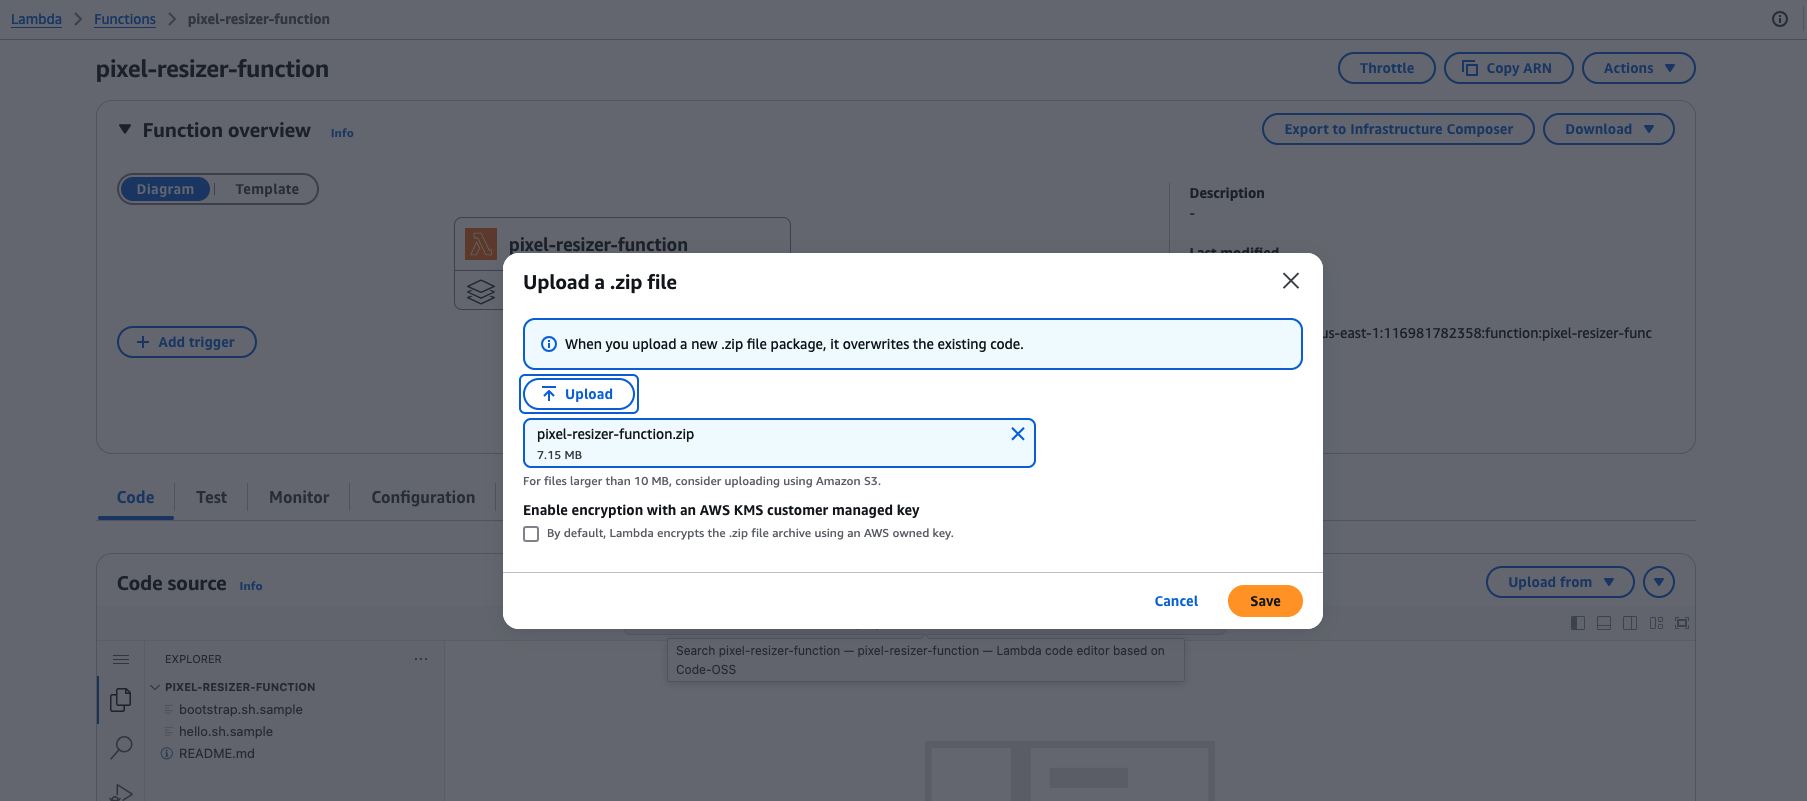 Lambda > Functions > pixel-resizer-function
pixel-resizer-function
Throttle
Copy ARN
Actions
Function overview Info
Export to Infrastructure Composer
Download
Diagram | Template
Description
-
pixel-resizer-function
Last modified
Upload a .zip file
When you upload a new .zip file package, it overwrites the existing code.
Add trigger
us-east-1:116981782358:function:pixel-resizer-func
Upload
pixel-resizer-function.zip
7.15 MB
For files larger than 10 MB, consider uploading using Amazon S3.
Code
Test
Monitor
Configuration
Enable encryption with an AWS KMS customer managed key
By default, Lambda encrypts the .zip file archive using an AWS owned key.
Code source Info
Upload from
Cancel
Save
EXPLORER
...
Search pixel-resizer-function — pixel-resizer-function — Lambda code editor based on
Code-OSS
PIXEL-RESIZER-FUNCTION
bootstrap.sh.sample
hello.sh.sample
README.md